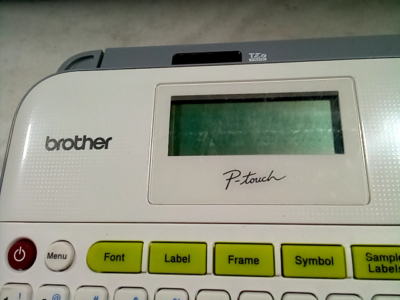 TZe
brother
P-touch
Menu
Font
Label
Frame
Symbol
Sample
Labels
@
#